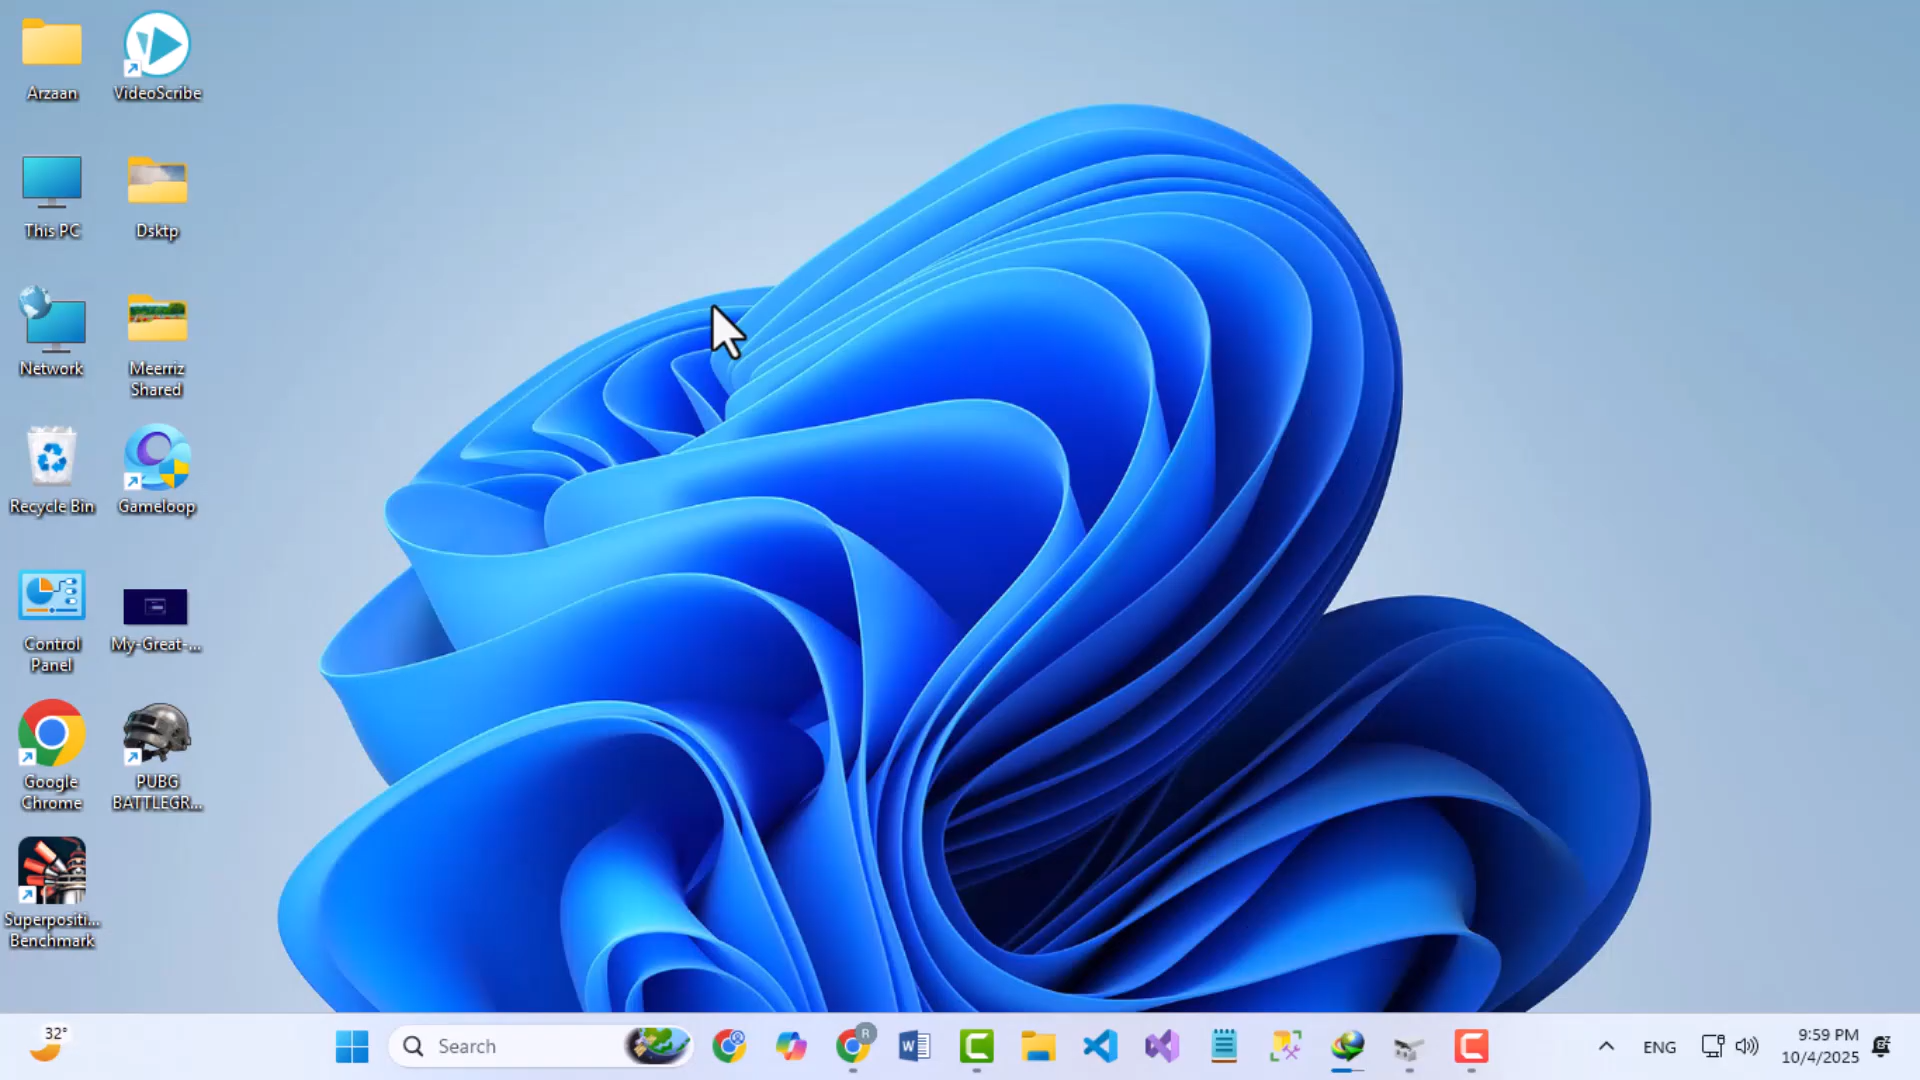 Arzaan
VideoScribe
This PC
Dsktp
Network
Meerriz
Shared
Recycle Bin
Gameloop
Control
Panel
My-Great-...
Google
Chrome
PUBG
BATTLEGR...
Superpositi...
Benchmark
32°
Search
R
W
ENG
9:59 PM
10/4/2025